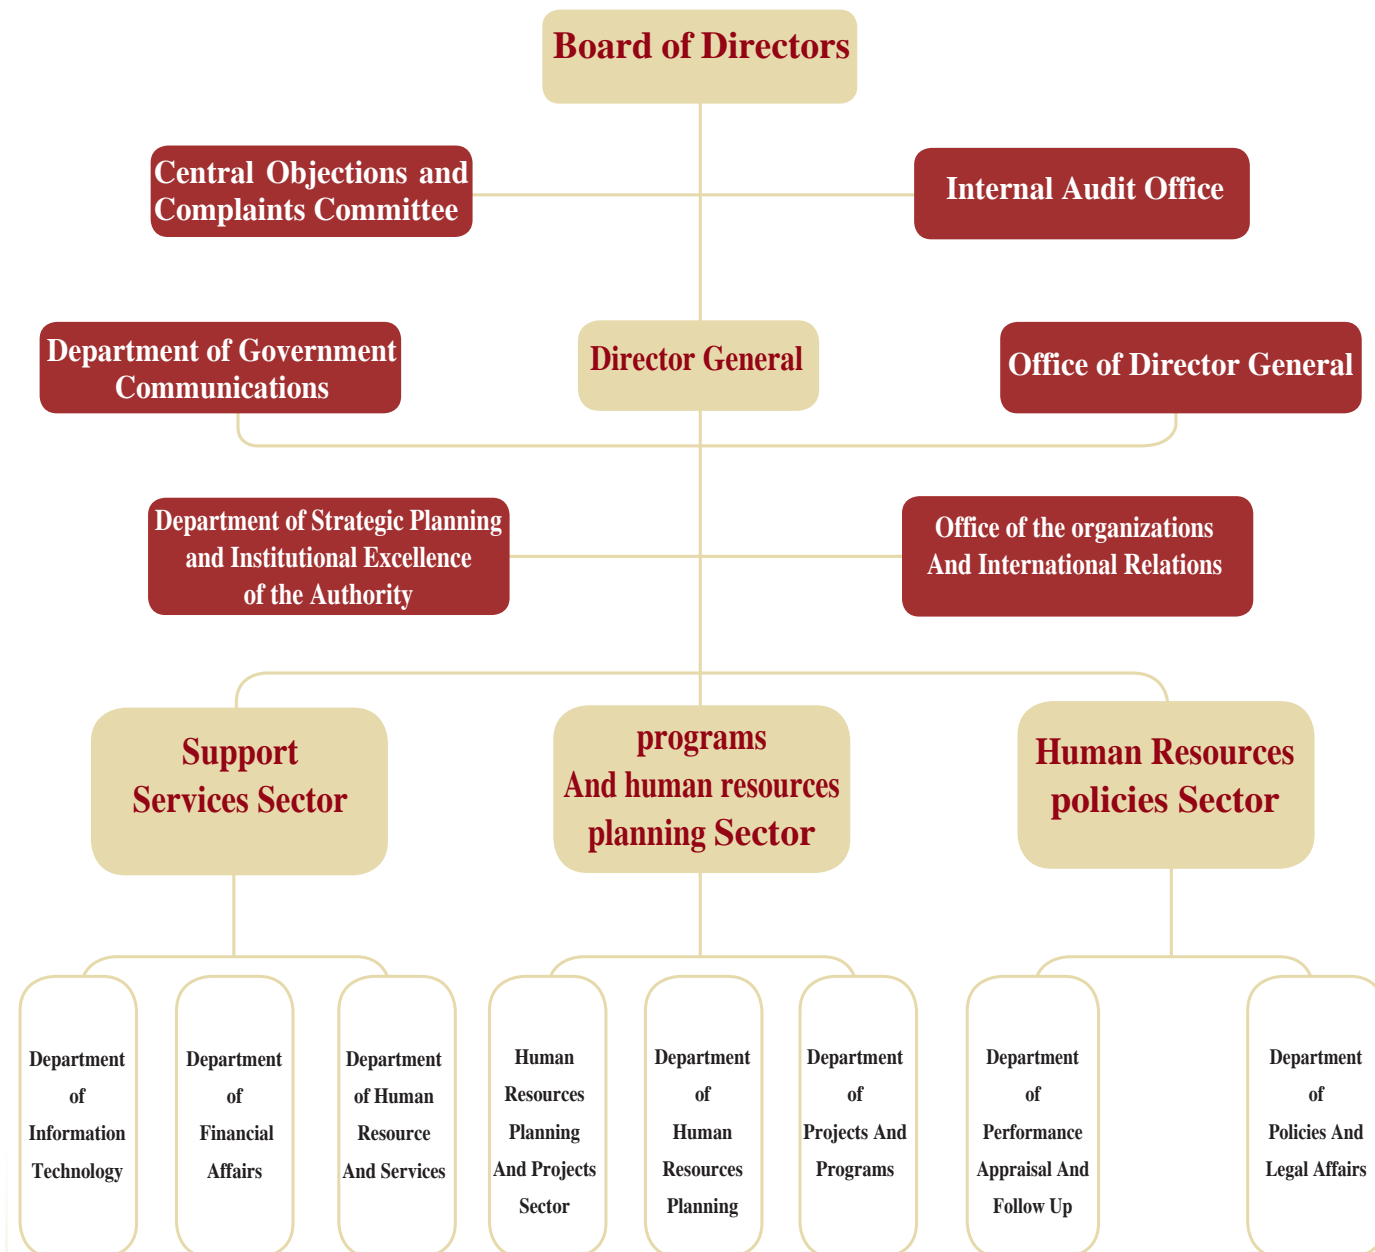 Board of Directors
Central Objections and
Complaints Committee
Internal Audit Office
Department of Government
Communications
Director General
Office of Director General
Department of Strategic Planning
and Institutional Excellence
of the Authority
Office of the organizations
And International Relations
Support
Services Sector
programs
And human resources
planning Sector
Human Resources
policies Sector
Department
of
Information
Technology
Department
of
Financial
Affairs
Department
of Human
Resource
And Services
Human
Resources
Planning
And Projects
Sector
Department
of
Human
Resources
Planning
Department
of
Projects And
Programs
Department
of
Performance
Appraisal And
Follow Up
Department
of
Policies And
Legal Affairs